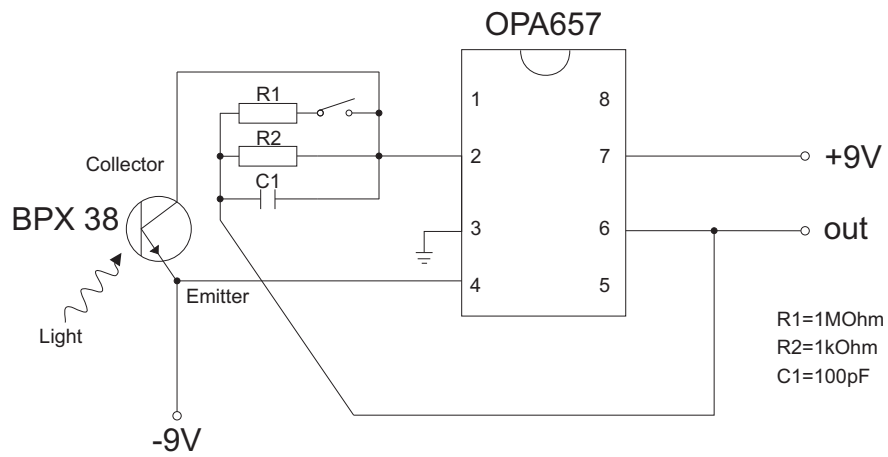 OPA657
R1
1
8
R2
Collector
2
7
+9V
C1
BPX 38
3
6
out
4
5
Emitter
Light
R1=1MOhm
R2=1kOhm
C1=100pF
-9V